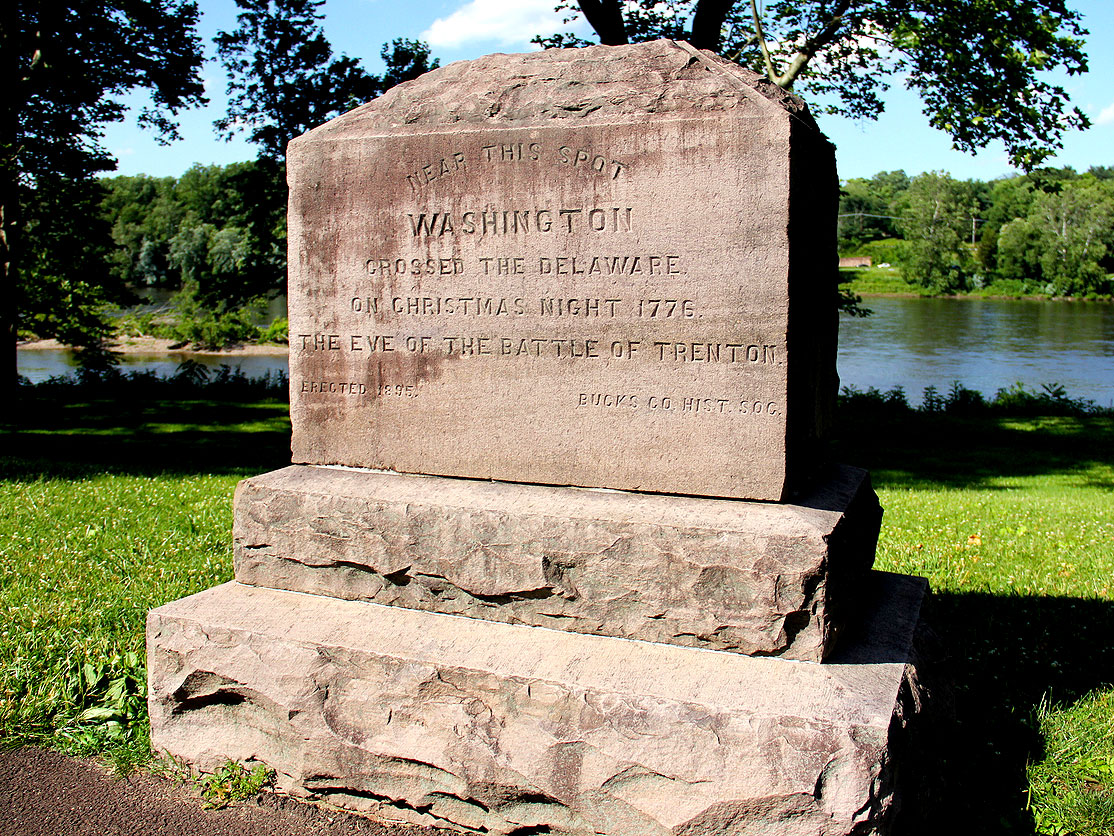 NEAR THIS SPOT
WASHINGTON
CROSSED THE DELAWARE.
ON CHRISTMAS NIGHT 1776.
THE EVE OF THE BATTLE OF TRENTON.
ERECTED 1895.
BUCKS CO. HIST. SOC.